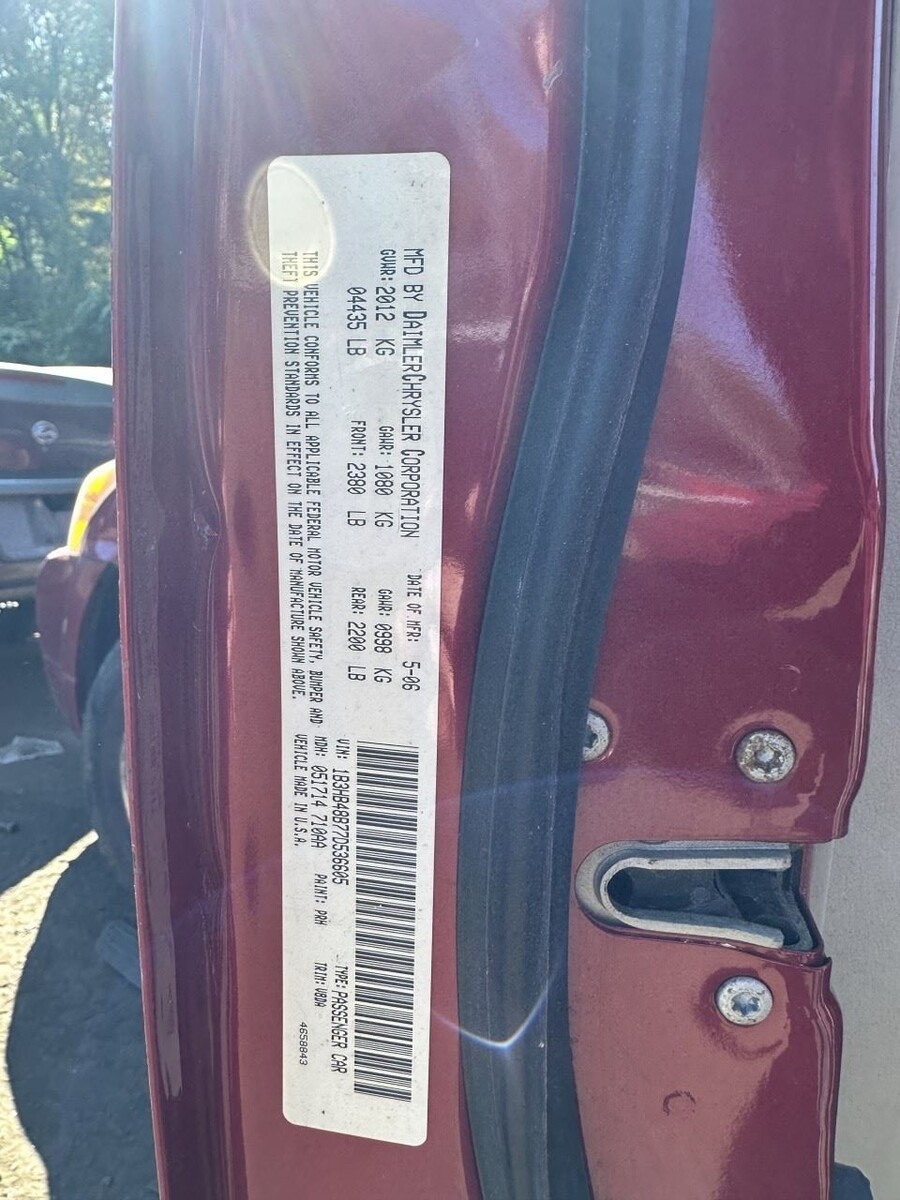 MFD BY DAIMLERCHRYSLER CORPORATION DATE OF MFR: 5-06
GVWR: 2012 KG GAWR: 1080 KG GAWR: 0998 KG
04435 LB FRONT: 2380 LB REAR: 2200 LB
THIS VEHICLE CONFORMS TO ALL APPLICABLE FEDERAL MOTOR VEHICLE SAFETY, BUMPER AND
THEFT PREVENTION STANDARDS IN EFFECT ON THE DATE OF MANUFACTURE SHOWN ABOVE.
VIN: 1B3HB48B77D536605 TYPE: PASSENGER CAR
MDH: 051714 710AA PAINT: PRH TRIM: VBDA
VEHICLE MADE IN U.S.A. 4658843